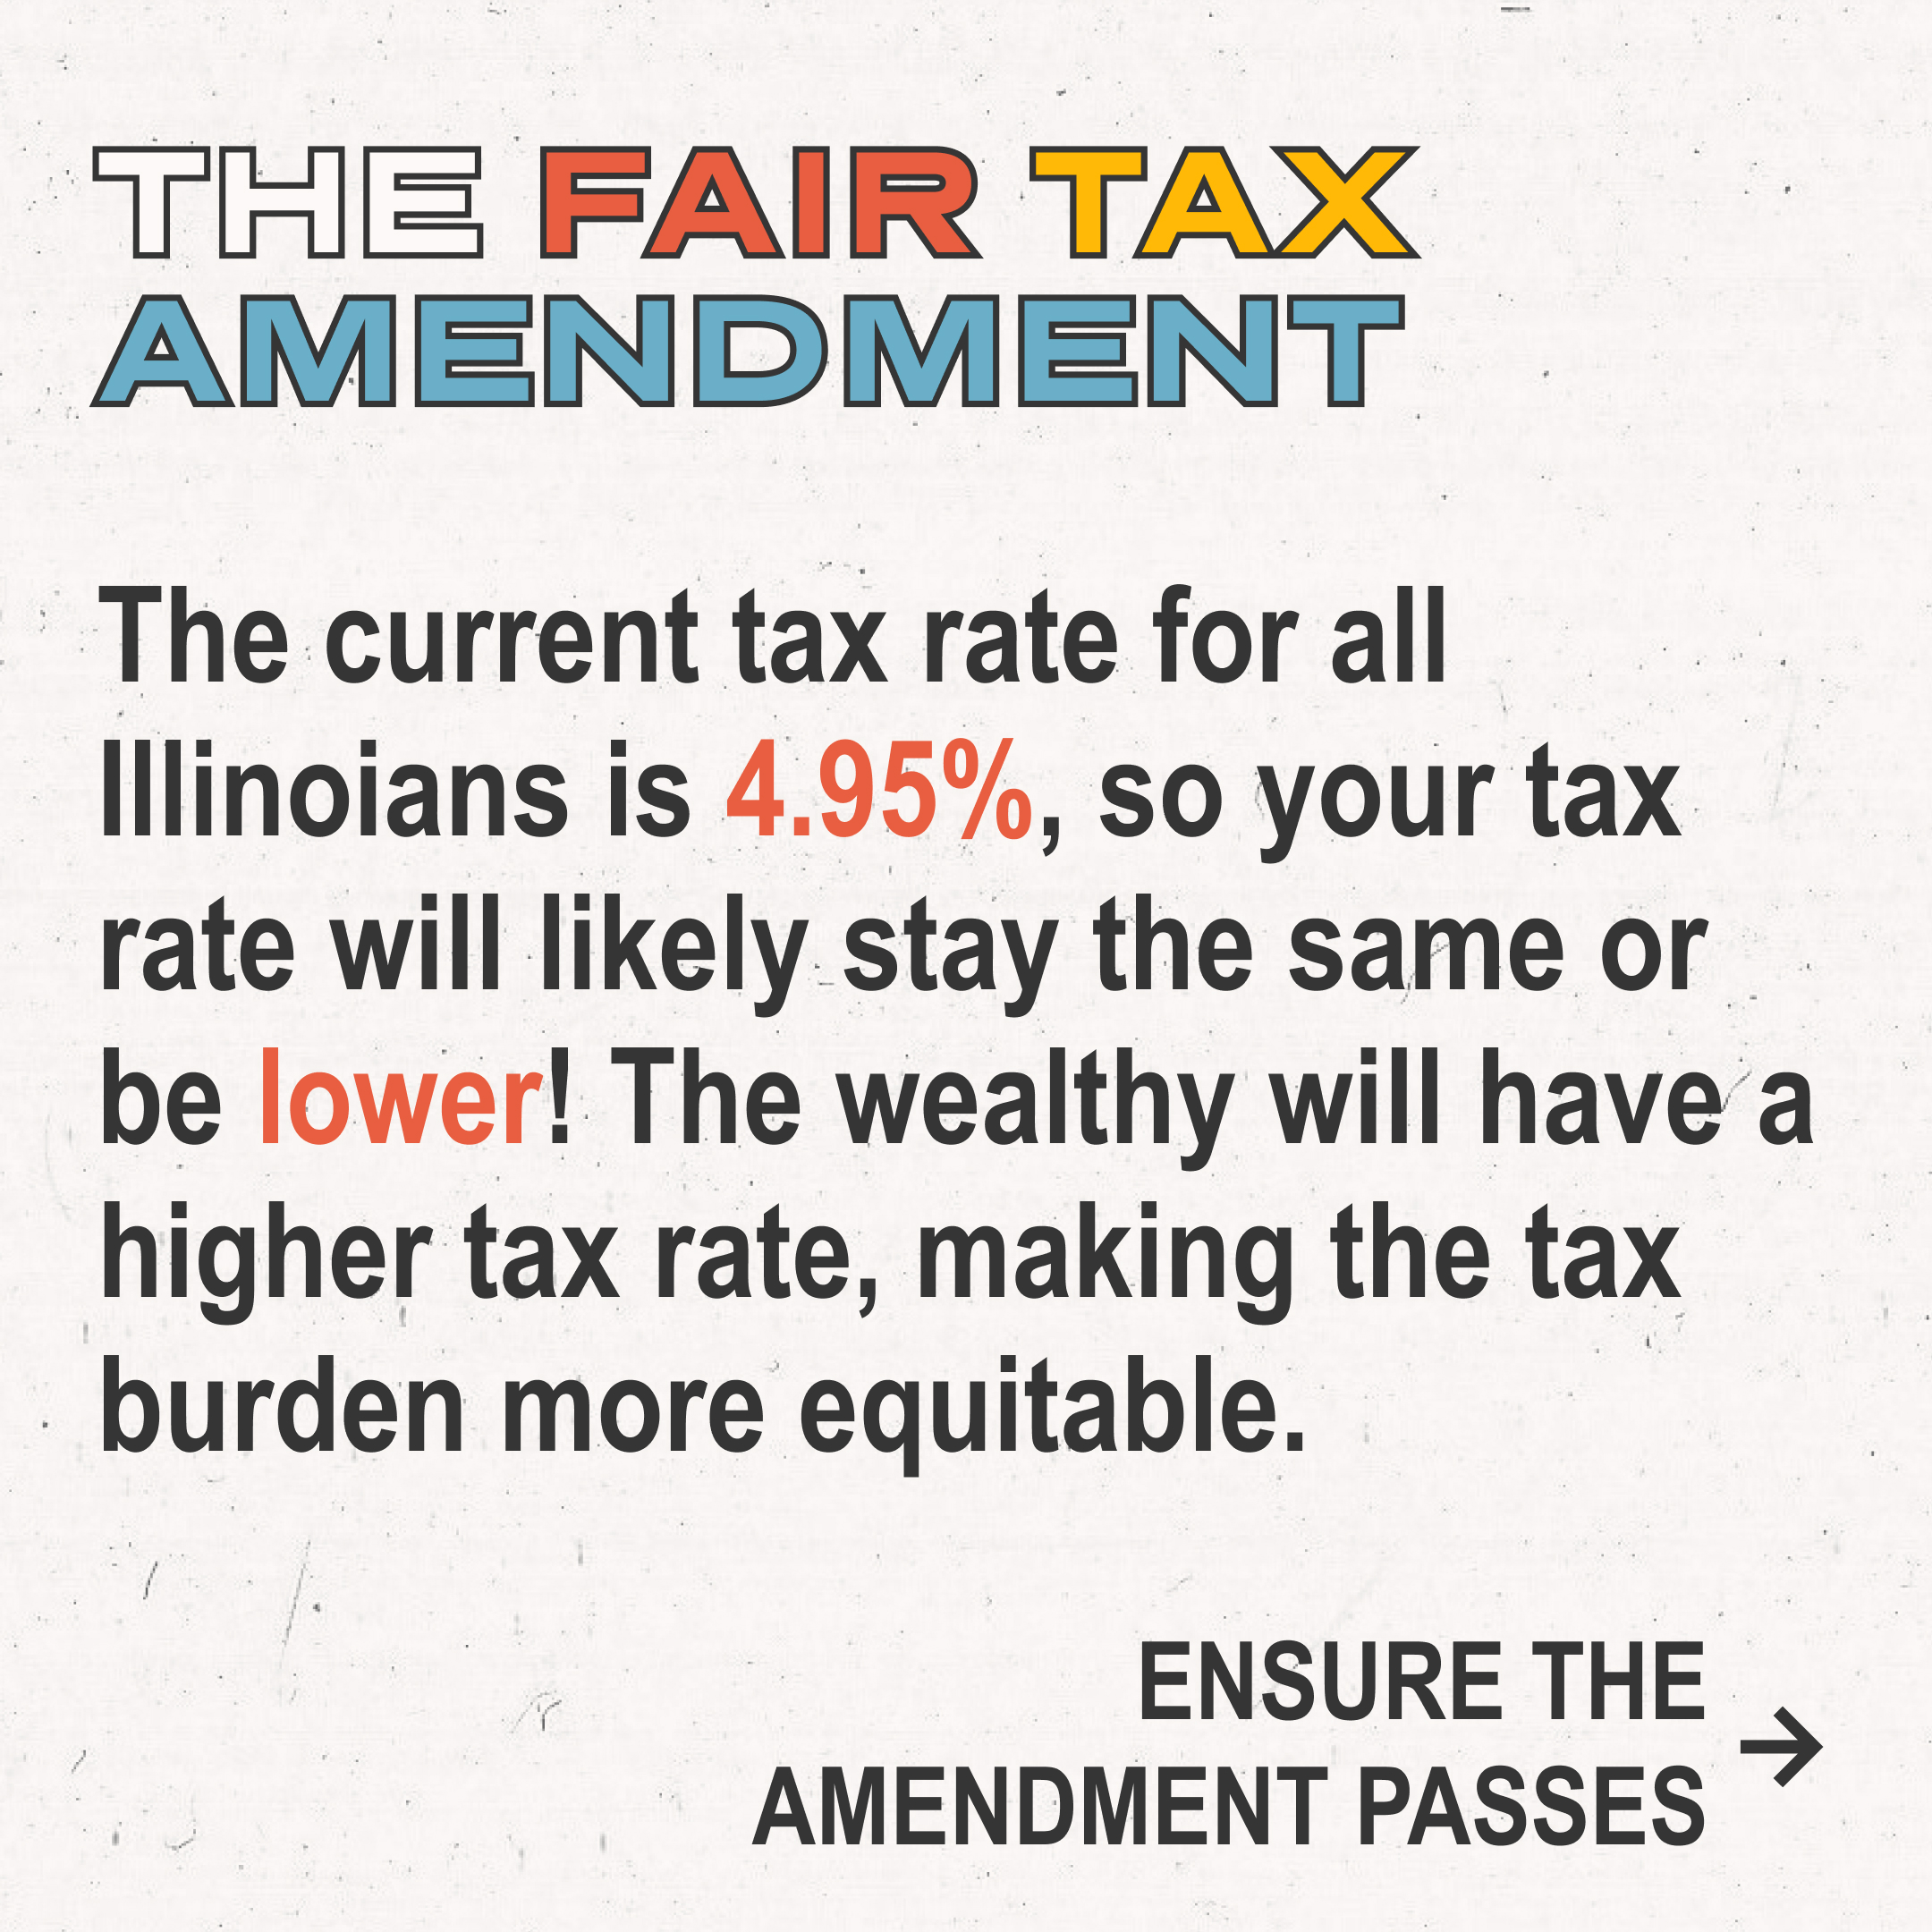 THE FAIR TAX
AMENDMENT
The current tax rate for all
Illinoians is 4.95%, so your tax
rate will likely stay the same or
be lower! The wealthy will have a
higher tax rate, making the tax
burden more equitable.
ENSURE THE
AMENDMENT PASSES →